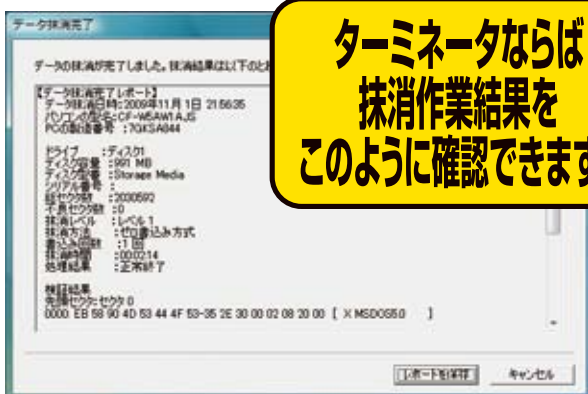 データ抹消完了
データの抹消が完了しました。抹消結果は以下のとお
【データ抹消完了レポート】
データ抹消日時:2009年11月 1日 21:56:35
パソコンの型名:CF-W5AW1AJS
PCの製造番号 :7GKSA844
ドライブ :ディスク1
ディスク容量 :991 MB
ディスク型番 :Storage Media
シリアル番号 :
総セクタ数 :2030592
不良セクタ数 :0
抹消レベル :レベル 1
抹消方法 :ゼロ書込み方式
書込み回数 :1 回
抹消時間 :00:02:14
処理結果 :正常終了
検証結果
先頭セクタ:セクタ 0
0000 EB 58 90 4D 53 44 4F 53-35 2E 30 00 02 08 20 00 [ X MSDOS5.0 ]
レポートを保存
キャンセル
ターミネータならば
抹消作業結果を
このように確認できます